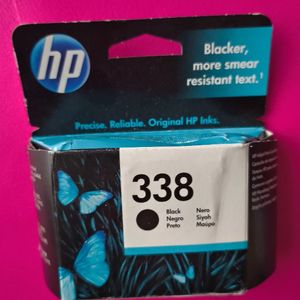 hp
Blacker,
more smear
resistant text.¹
Precise. Reliable. Original HP Inks.
338
Black
Negro
Preto
Nero
Siyah
Μαύρο